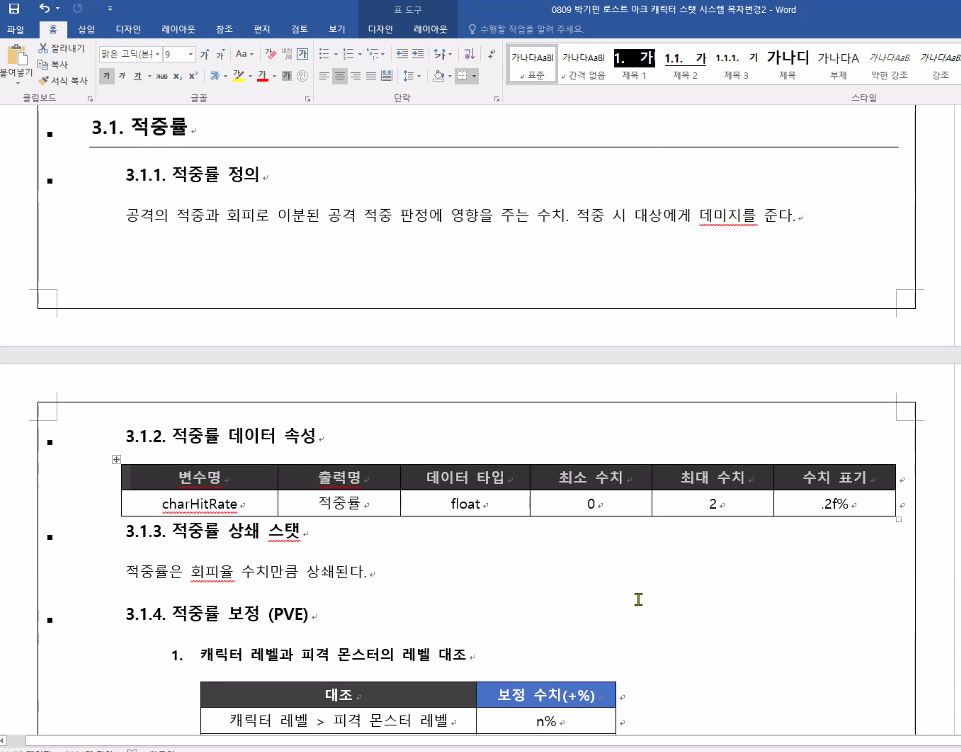 표 도구
0809 박기민 로스트 아크 캐릭터 스탯 시스템 목차변경2 - Word
파일 홈 삽입 디자인 레이아웃 참조 편지 검토 보기 디자인 레이아웃 수행할 작업을 알려 주세요.
붙여넣기
잘라내기
복사
서식 복사
클립보드
맑은 고딕(본 9
글꼴
단락
가나다AaBl 가나다AaBl 1. 가 1.1. 가 1.1.1. 가 가나디 가나다A 가나다AaB. 가나다AaB.
표준 간격 없음 제목 1 제목 2 제목 3 제목 부제 약한 강조 강조
스타일
3.1. 적중률
3.1.1. 적중률 정의
공격의 적중과 회피로 이분된 공격 적중 판정에 영향을 주는 수치. 적중 시 대상에게 데미지를 준다.
3.1.2. 적중률 데이터 속성
변수명 출력명 데이터 타입 최소 수치 최대 수치 수치 표기
charHitRate 적중률 float 0 2 .2f%
3.1.3. 적중률 상쇄 스탯
적중률은 회피율 수치만큼 상쇄된다.
3.1.4. 적중률 보정 (PVE)
1. 캐릭터 레벨과 피격 몬스터의 레벨 대조
대조 보정 수치(+%)
캐릭터 레벨 > 피격 몬스터 레벨 n%